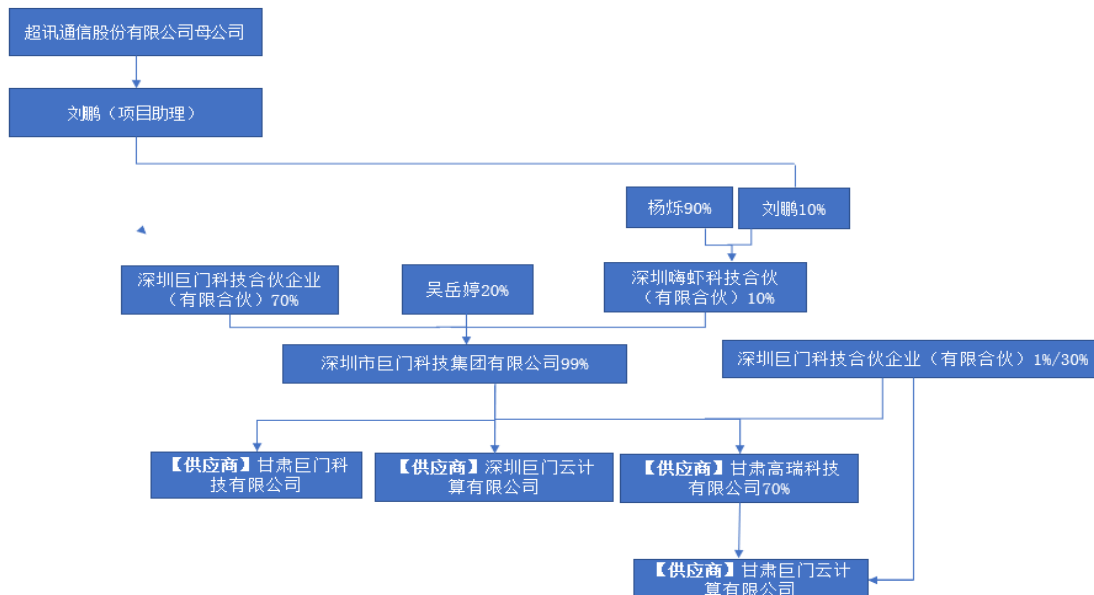 超讯通信股份有限公司母公司
刘鹏（项目助理）
杨烁90%
刘鹏10%
深圳巨门科技合伙企业
（有限合伙）70%
吴岳婷20%
深圳嗨虾科技合伙
（有限合伙）10%
深圳市巨门科技集团有限公司99%
深圳巨门科技合伙企业（有限合伙）1%/30%
【供应商】甘肃巨门科
技有限公司
【供应商】深圳巨门云计
算有限公司
【供应商】甘肃高瑞科技
有限公司70%
【供应商】甘肃巨门云计
算有限公司